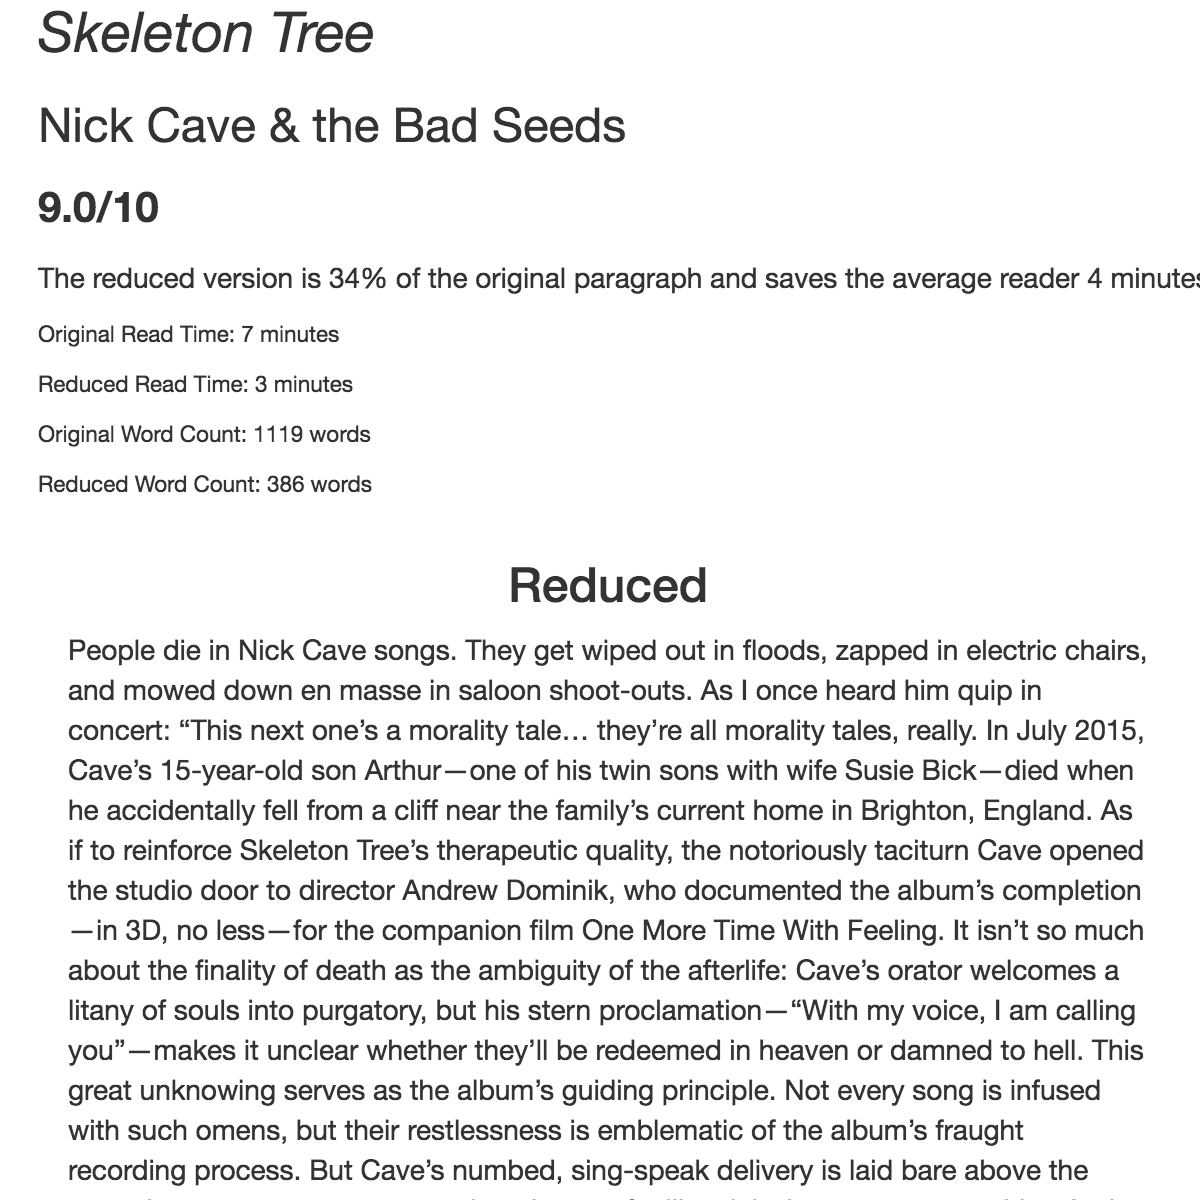 Skeleton Tree
Nick Cave & the Bad Seeds
9.0/10
The reduced version is 34% of the original paragraph and saves the average reader 4 minutes
Original Read Time: 7 minutes
Reduced Read Time: 3 minutes
Original Word Count: 1119 words
Reduced Word Count: 386 words
Reduced
People die in Nick Cave songs. They get wiped out in floods, zapped in electric chairs,
and mowed down en masse in saloon shoot-outs. As I once heard him quip in
concert: “This next one’s a morality tale… they’re all morality tales, really. In July 2015,
Cave’s 15-year-old son Arthur—one of his twin sons with wife Susie Bick—died when
he accidentally fell from a cliff near the family’s current home in Brighton, England. As
if to reinforce Skeleton Tree’s therapeutic quality, the notoriously taciturn Cave opened
the studio door to director Andrew Dominik, who documented the album’s completion
—in 3D, no less—for the companion film One More Time With Feeling. It isn’t so much
about the finality of death as the ambiguity of the afterlife: Cave’s orator welcomes a
litany of souls into purgatory, but his stern proclamation—“With my voice, I am calling
you”—makes it unclear whether they’ll be redeemed in heaven or damned to hell. This
great unknowing serves as the album’s guiding principle. Not every song is infused
with such omens, but their restlessness is emblematic of the album’s fraught
recording process. But Cave’s numbed, sing-speak delivery is laid bare above the